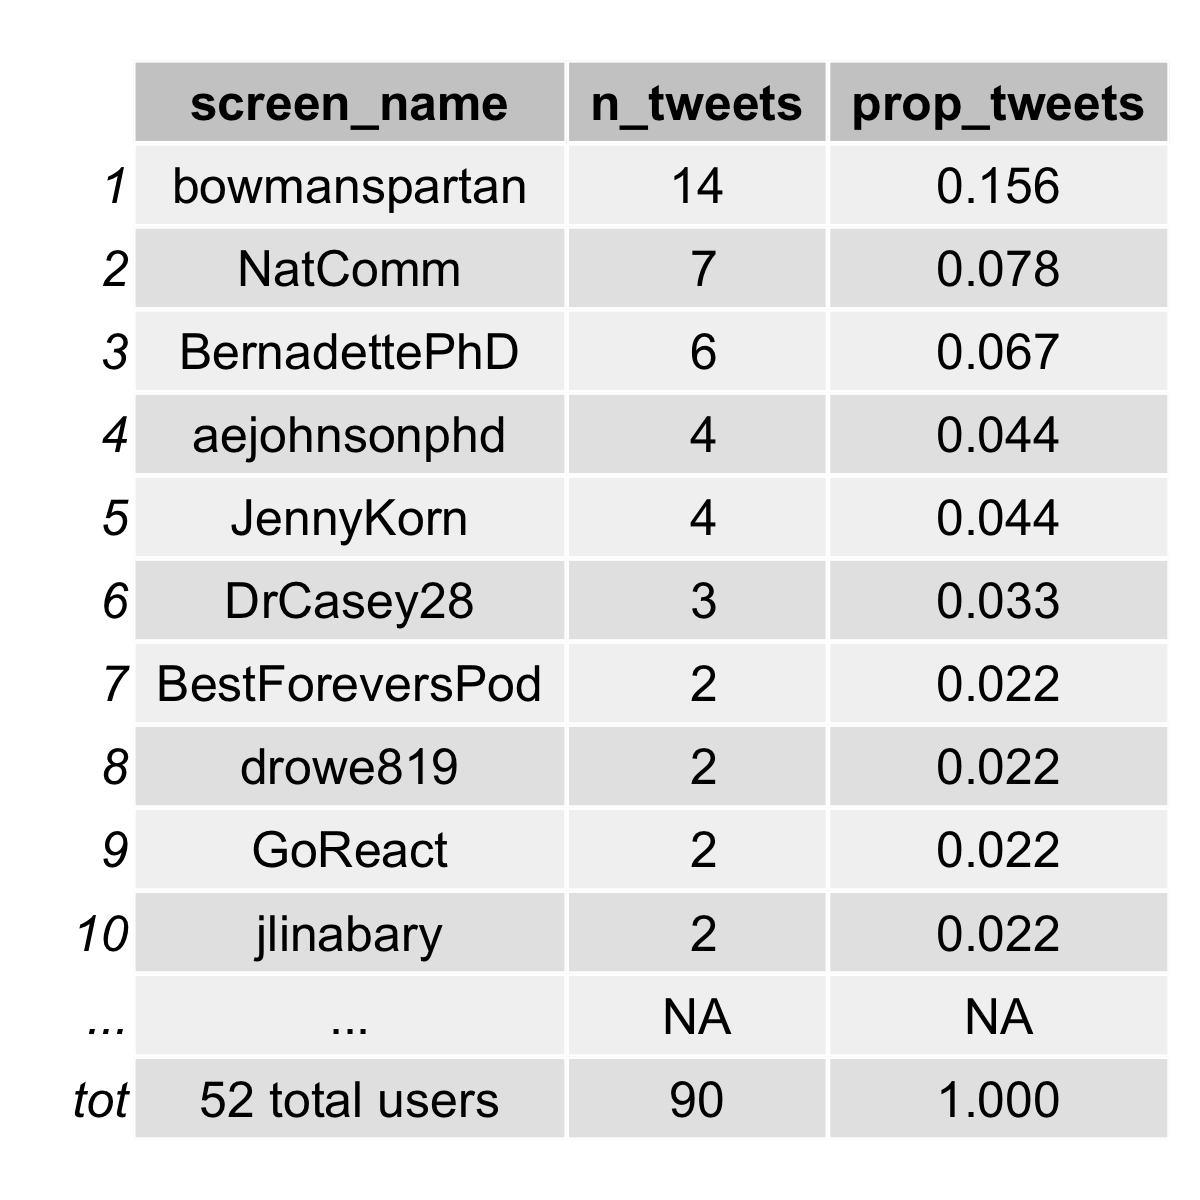 screen_name n_tweets prop_tweets
1 bowmanspartan 14 0.156
2 NatComm 7 0.078
3 BernadettePhD 6 0.067
4 aejohnsonphd 4 0.044
5 JennyKorn 4 0.044
6 DrCasey28 3 0.033
7 BestForeversPod 2 0.022
8 drowe819 2 0.022
9 GoReact 2 0.022
10 jlinabary 2 0.022
... ... NA NA
tot 52 total users 90 1.000